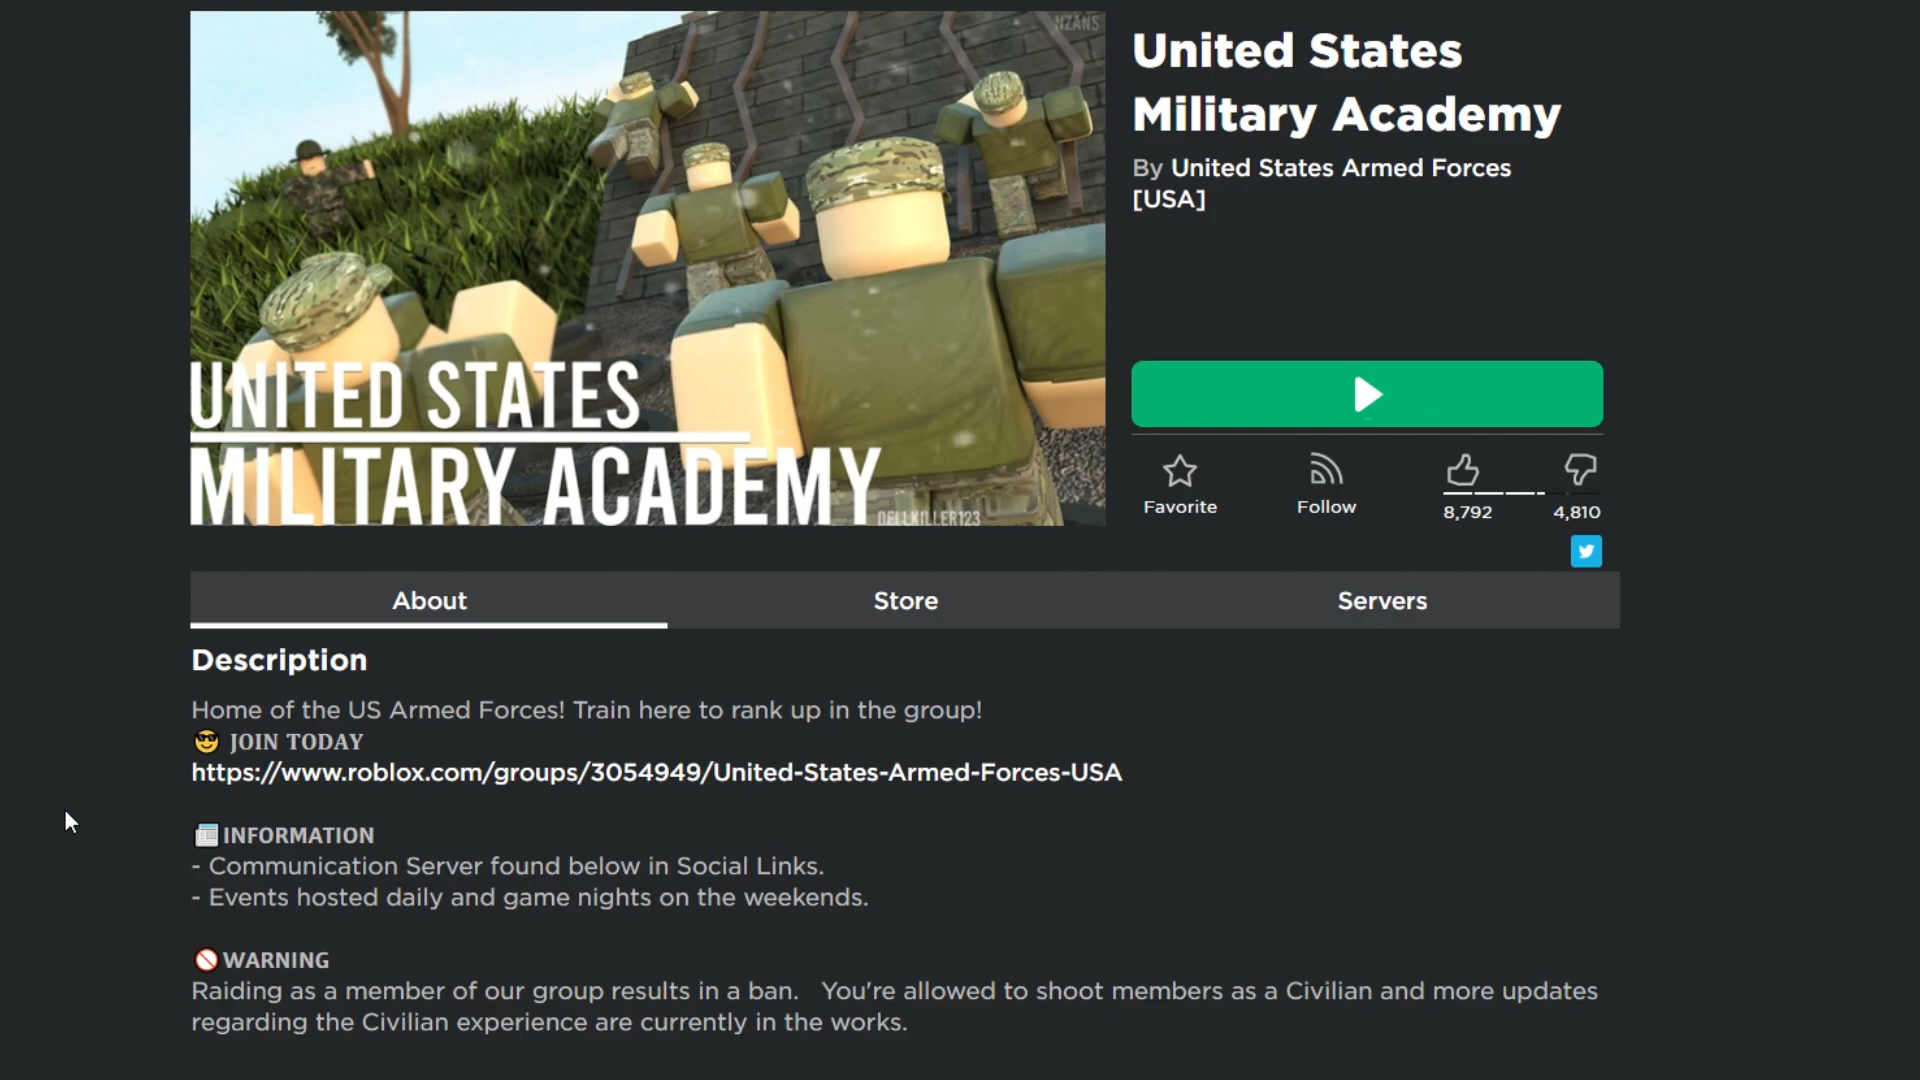 NZANS
UNITED STATES
MILITARY ACADEMY
DELLKILLER123
United States
Military Academy
By United States Armed Forces
[USA]
Favorite
Follow
8,792
4,810
About
Store
Servers
Description
Home of the US Armed Forces! Train here to rank up in the group!
😎 JOIN TODAY
https://www.roblox.com/groups/3054949/United-States-Armed-Forces-USA
📰INFORMATION
- Communication Server found below in Social Links.
- Events hosted daily and game nights on the weekends.
🚫WARNING
Raiding as a member of our group results in a ban.   You're allowed to shoot members as a Civilian and more updates
regarding the Civilian experience are currently in the works.